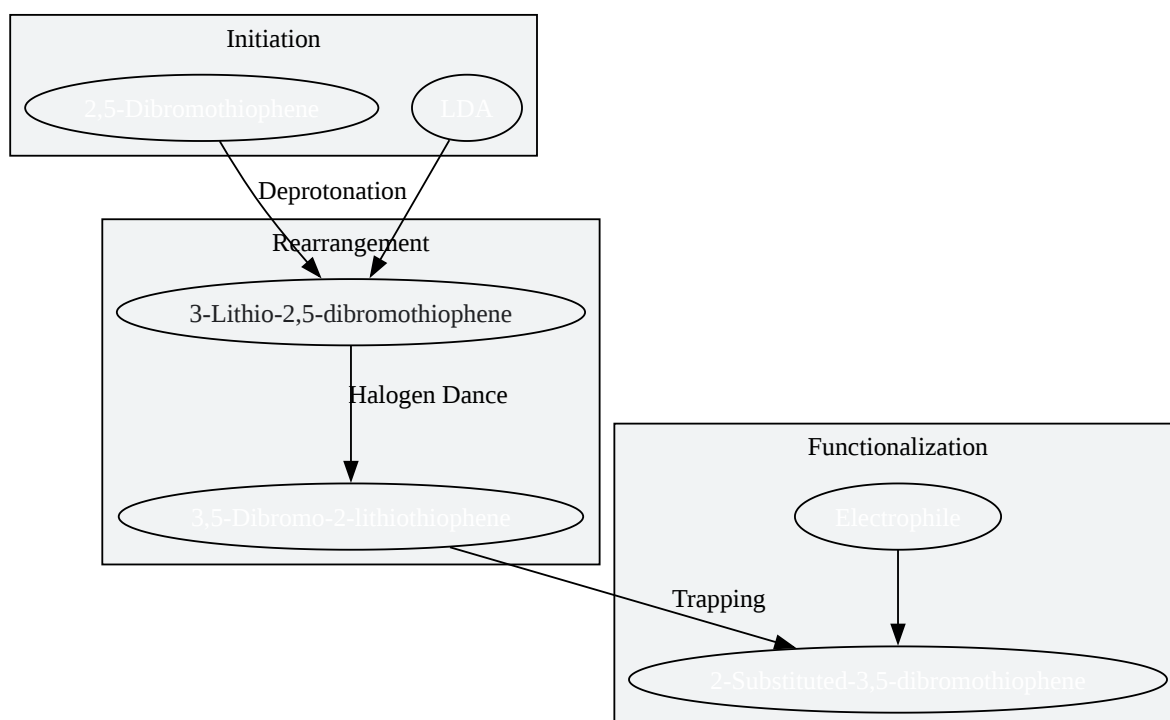 Initiation
2,5-Dibromothiophene
LDA
Deprotonation
Rearrangement
3-Lithio-2,5-dibromothiophene
Halogen Dance
3,5-Dibromo-2-lithiothiophene
Functionalization
Electrophile
Trapping
2-Substituted-3,5-dibromothiophene